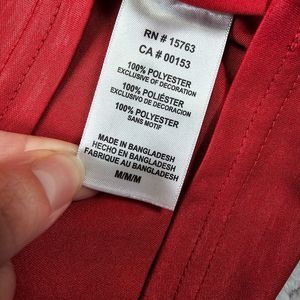 RN # 15763
CA # 00153
100% POLYESTER
EXCLUSIVE OF DECORATION
100% POLIÉSTER
EXCLUSIVO DE DECORACION
100% POLYESTER
SANS MOTIF
MADE IN BANGLADESH
HECHO EN BANGLADESH
FABRIQUE AU BANGLADESH
M/M/M